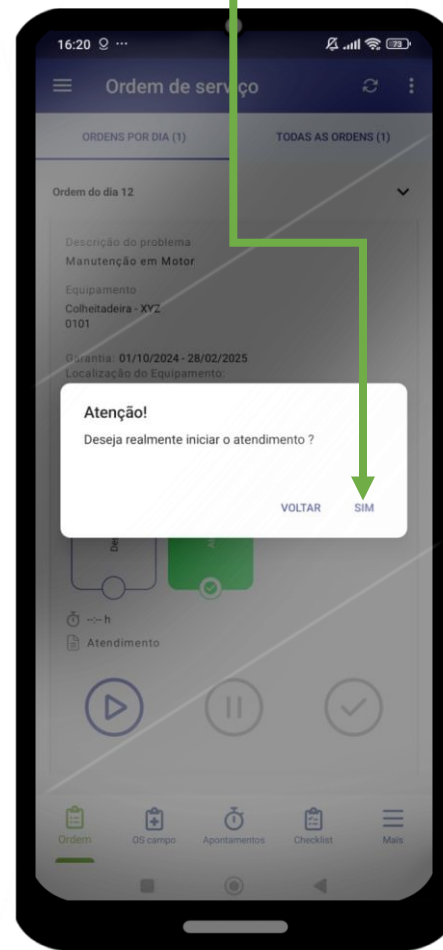 16:20
73
Ordem de serviço
ORDENS POR DIA (1)
TODAS AS ORDENS (1)
Ordem do dia 12
Descrição do problema:
Manutenção em Motor
Equipamento
Colheitadeira - XYZ
0101
Garantia: 01/10/2024 - 28/02/2025
Localização do Equipamento:
Atenção!
Deseja realmente iniciar o atendimento ?
VOLTAR
SIM
--:-- h
Atendimento
Ordem
OS campo
Apontamentos
Checklist
Mais